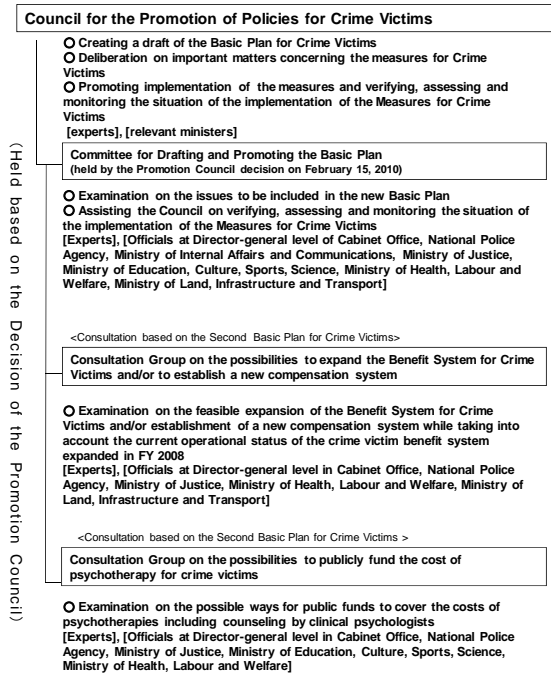 Council for the Promotion of Policies for Crime Victims
○ Creating a draft of the Basic Plan for Crime Victims
○ Deliberation on important matters concerning the measures for Crime
Victims
○ Promoting implementation of the measures and verifying, assessing and
monitoring the situation of the implementation of the Measures for Crime
Victims
[experts], [relevant ministers]
Committee for Drafting and Promoting the Basic Plan
(held by the Promotion Council decision on February 15, 2010)
○ Examination on the issues to be included in the new Basic Plan
○ Assisting the Council on verifying, assessing and monitoring the situation of
the implementation of the Measures for Crime Victims
[Experts], [Officials at Director-general level of Cabinet Office, National Police
Agency, Ministry of Internal Affairs and Communications, Ministry of Justice,
Ministry of Education, Culture, Sports, Science, Ministry of Health, Labour and
Welfare, Ministry of Land, Infrastructure and Transport]
<Consultation based on the Second Basic Plan for Crime Victims>
Consultation Group on the possibilities to expand the Benefit System for Crime
Victims and/or to establish a new compensation system
○ Examination on the feasible expansion of the Benefit System for Crime
Victims and/or establishment of a new compensation system while taking into
account the current operational status of the crime victim benefit system
expanded in FY 2008
[Experts], [Officials at Director-general level in Cabinet Office, National Police
Agency, Ministry of Justice, Ministry of Health, Labour and Welfare, Ministry of
Land, Infrastructure and Transport]
<Consultation based on the Second Basic Plan for Crime Victims >
Consultation Group on the possibilities to publicly fund the cost of
psychotherapy for crime victims
○ Examination on the possible ways for public funds to cover the costs of
psychotherapies including counseling by clinical psychologists
[Experts], [Officials at Director-general level in Cabinet Office, National Police
Agency, Ministry of Justice, Ministry of Education, Culture, Sports, Science,
Ministry of Health, Labour and Welfare]
(Held based on the Decision of the Promotion Council)